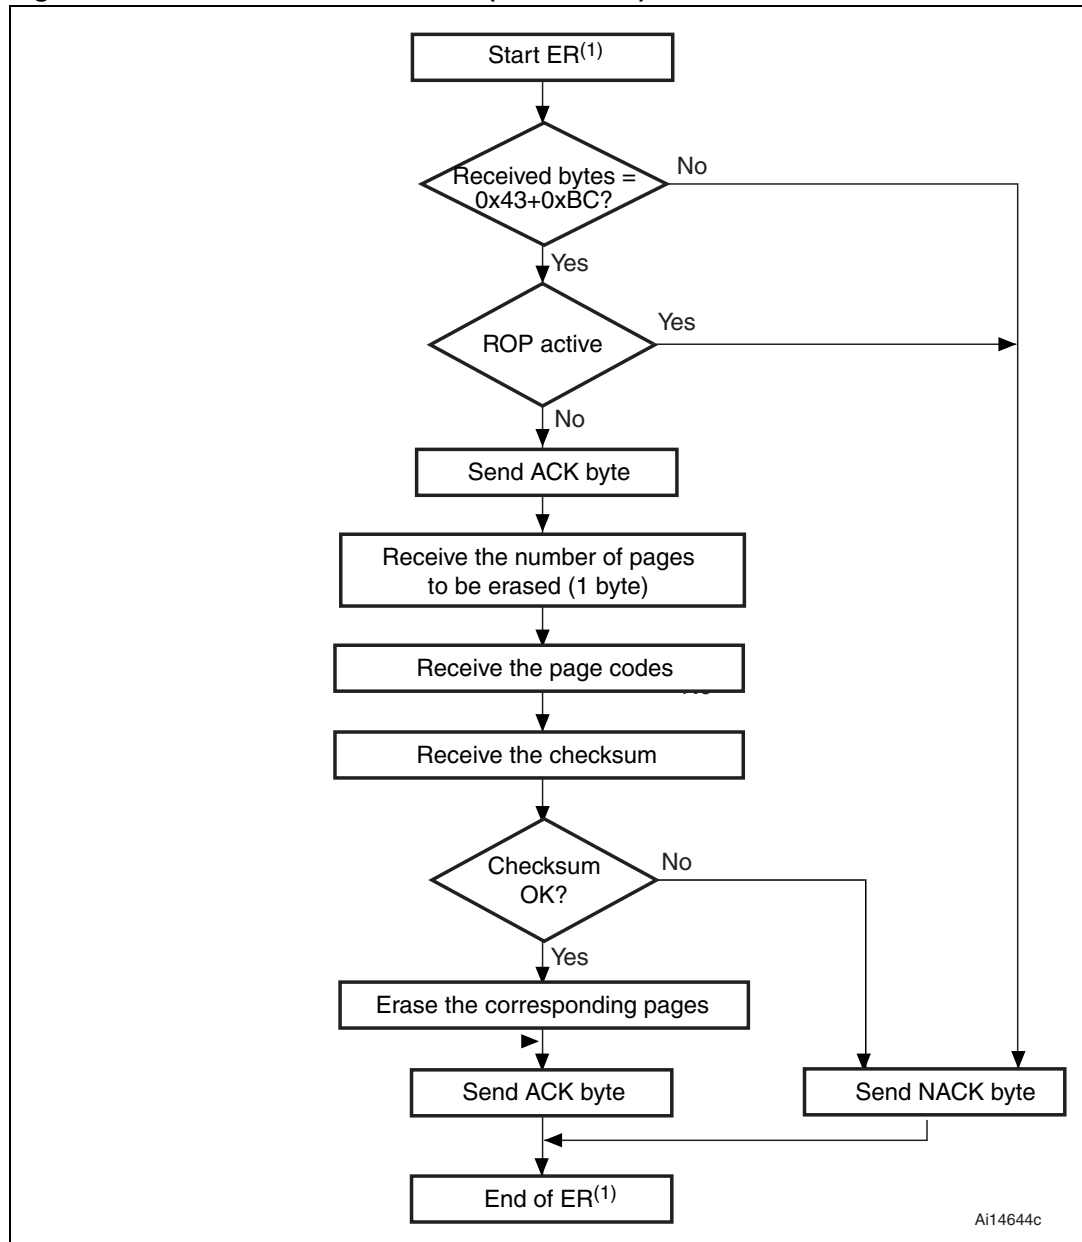 Start ER(1)
Received bytes =
0x43+0xBC?
No
Yes
ROP active
Yes
No
Send ACK byte
Receive the number of pages
to be erased (1 byte)
Receive the page codes
Receive the checksum
Checksum
OK?
No
Yes
Erase the corresponding pages
Send ACK byte
Send NACK byte
End of ER(1)
Ai14644c